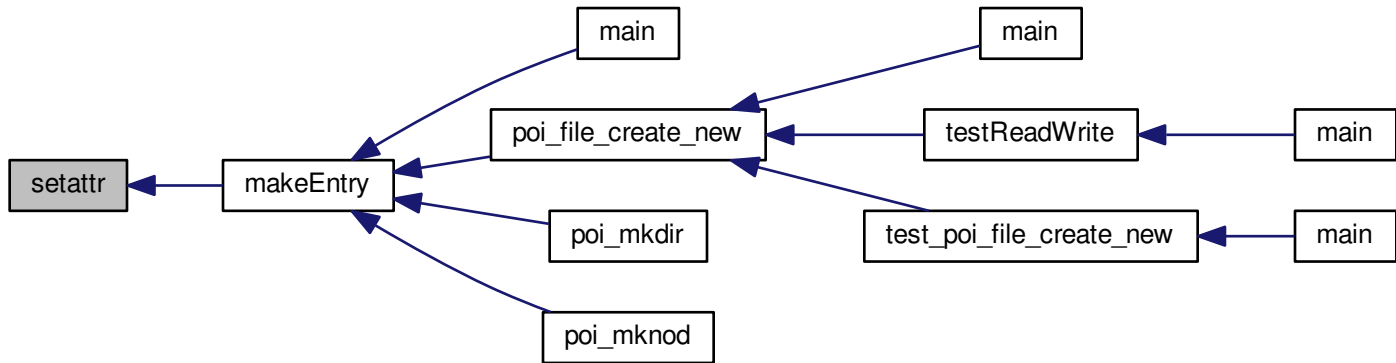 main
main
poi_file_create_new
testReadWrite
main
setattr
makeEntry
poi_mkdir
test_poi_file_create_new
main
poi_mknod